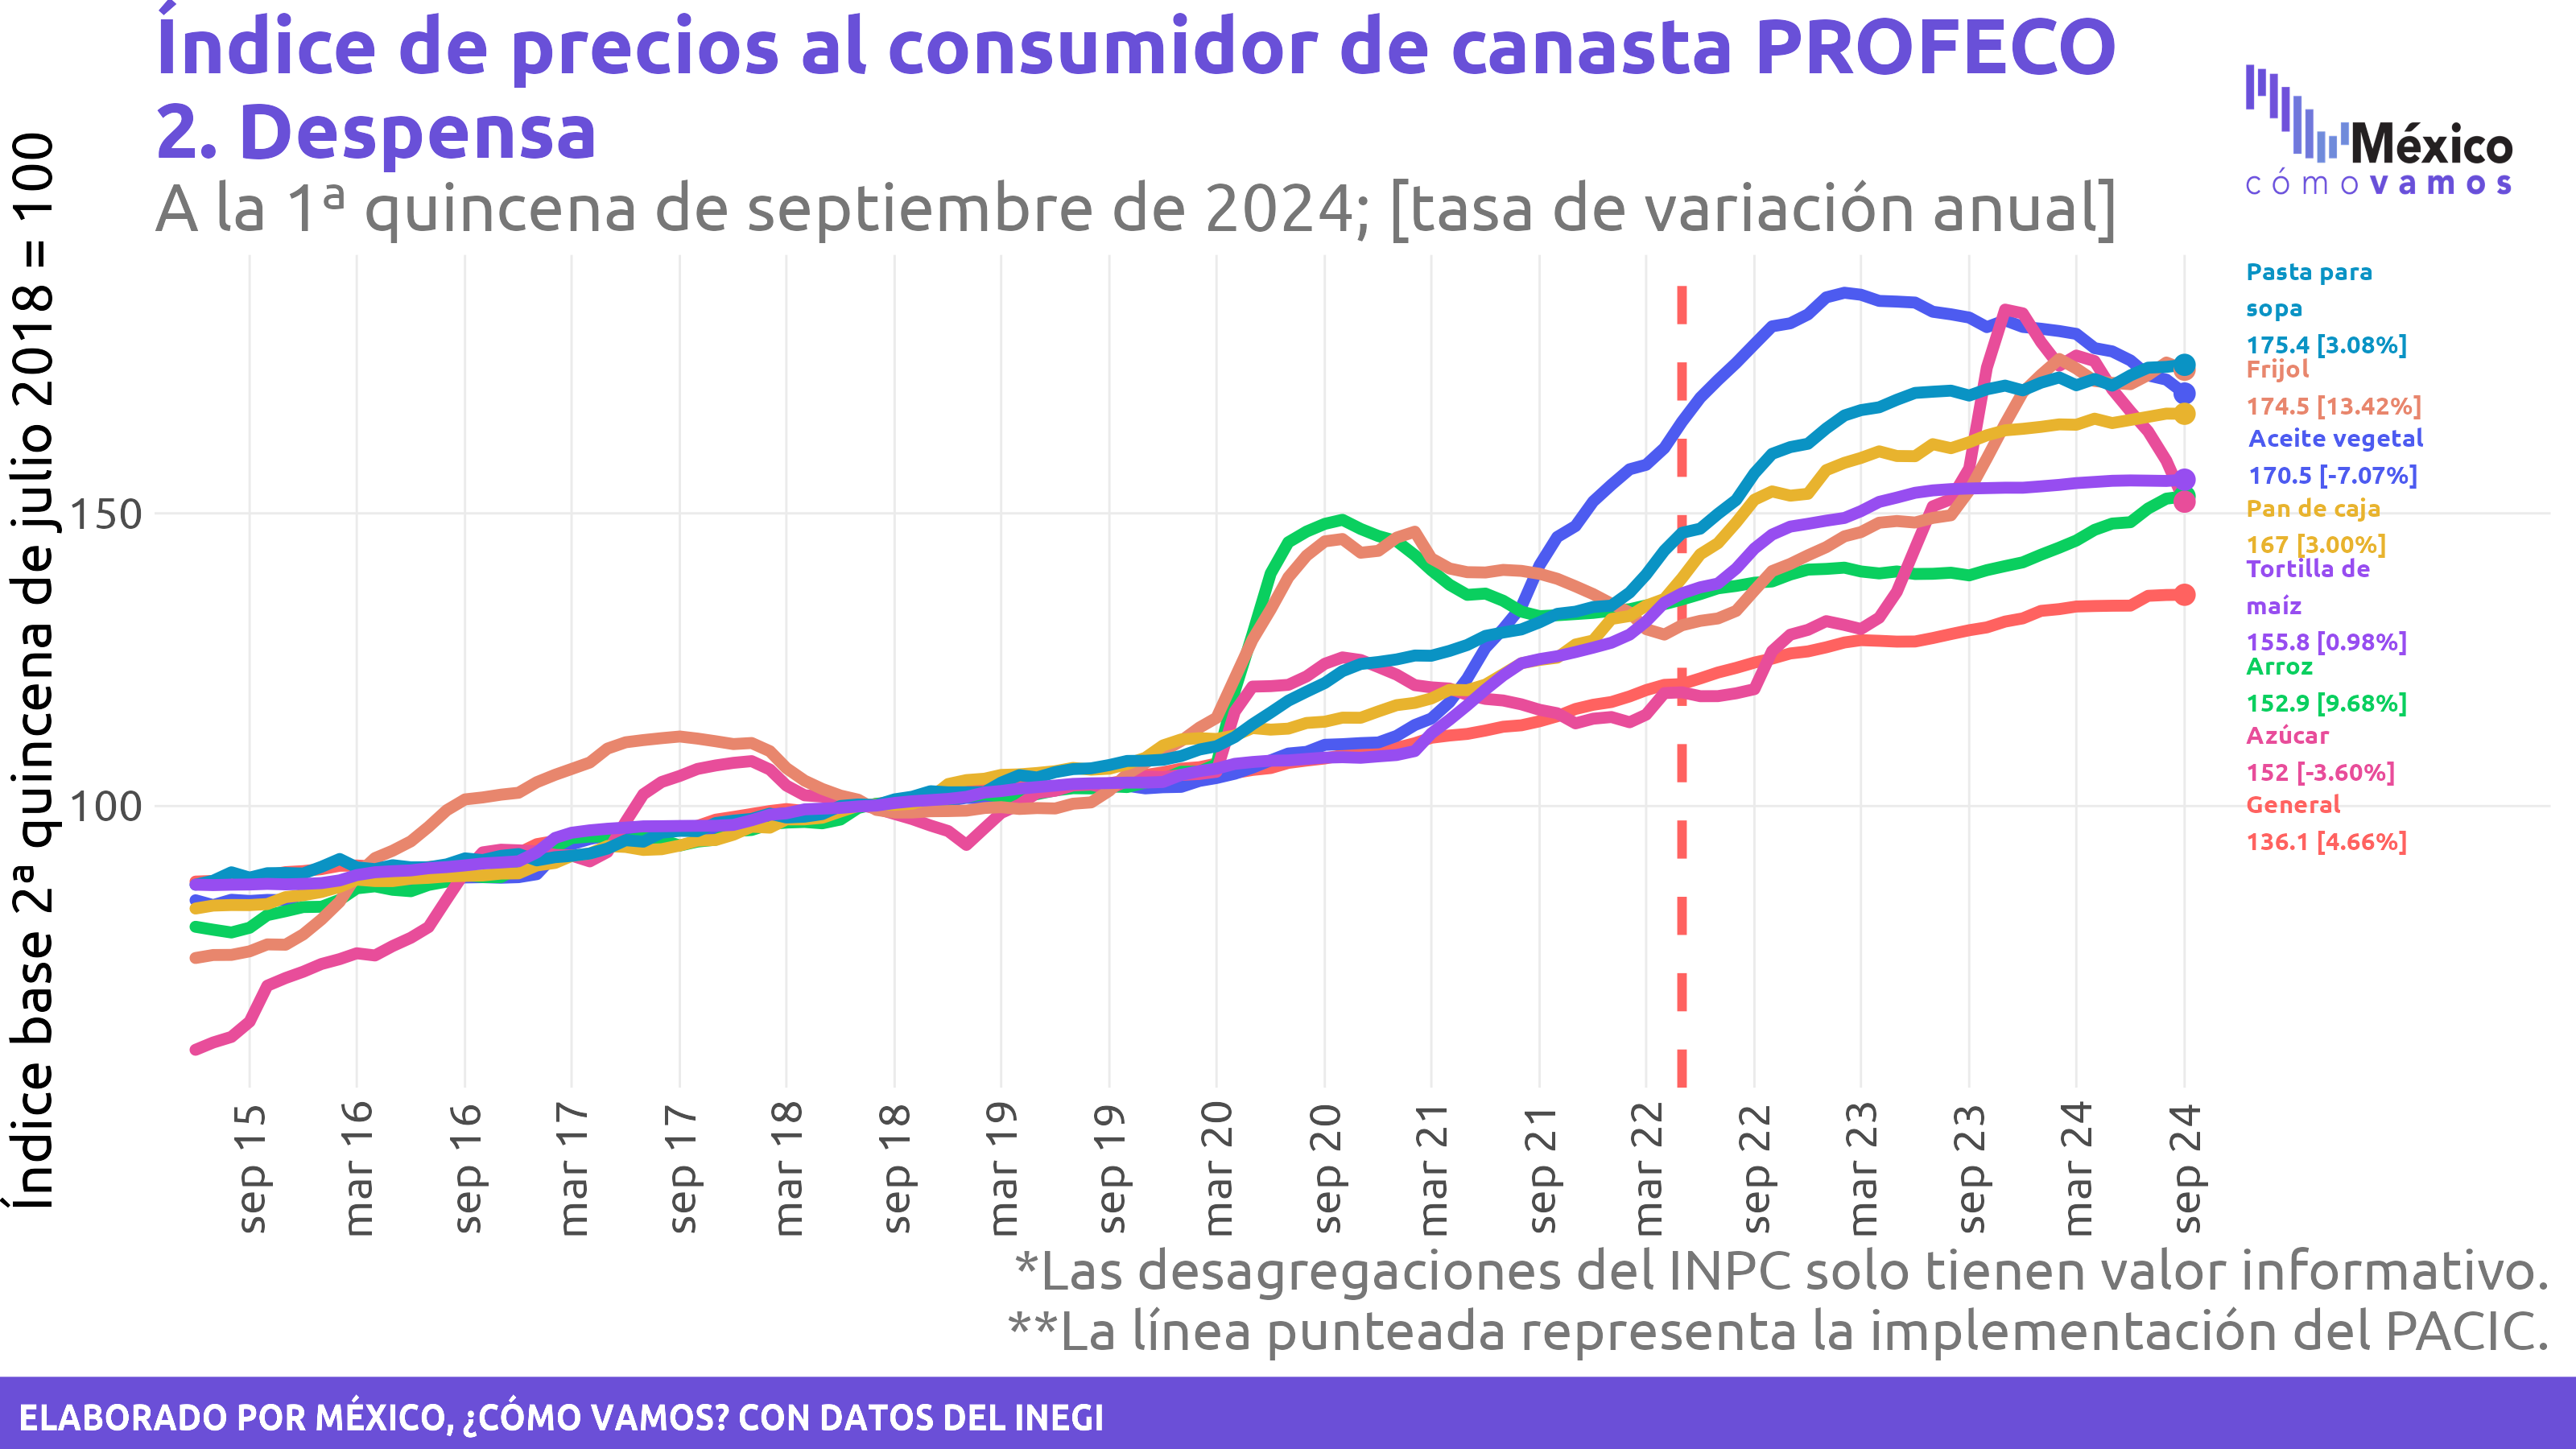 Índice de precios al consumidor de canasta PROFECO
2. Despensa
A la 1ª quincena de septiembre de 2024; [tasa de variación anual]
México
cómo vamos
Índice base 2ª quincena de julio 2018 = 100
150
100
Pasta para
sopa
175.4 [3.08%]
Frijol
174.5 [13.42%]
Aceite vegetal
170.5 [-7.07%]
Pan de caja
167 [3.00%]
Tortilla de
maíz
155.8 [0.98%]
Arroz
152.9 [9.68%]
Azúcar
152 [-3.60%]
General
136.1 [4.66%]
sep 15
mar 16
sep 16
mar 17
sep 17
mar 18
sep 18
mar 19
sep 19
mar 20
sep 20
mar 21
sep 21
mar 22
sep 22
mar 23
sep 23
mar 24
sep 24
*Las desagregaciones del INPC solo tienen valor informativo.
**La línea punteada representa la implementación del PACIC.
ELABORADO POR MÉXICO, ¿CÓMO VAMOS? CON DATOS DEL INEGI